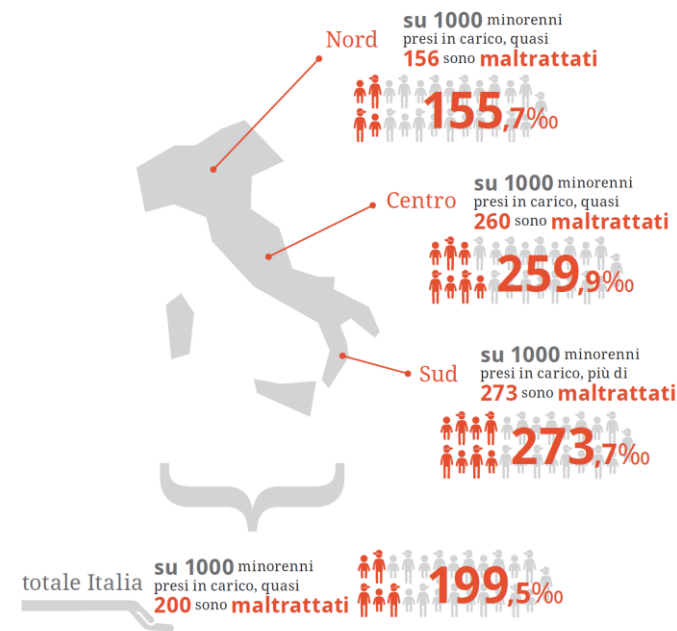 Nord
su 1000 minorenni
presi in carico, quasi
156 sono maltrattati
155,7‰
Centro
su 1000 minorenni
presi in carico, quasi
260 sono maltrattati
259,9‰
Sud
su 1000 minorenni
presi in carico, più di
273 sono maltrattati
273,7‰
totale Italia
su 1000 minorenni
presi in carico, quasi
200 sono maltrattati
199,5‰